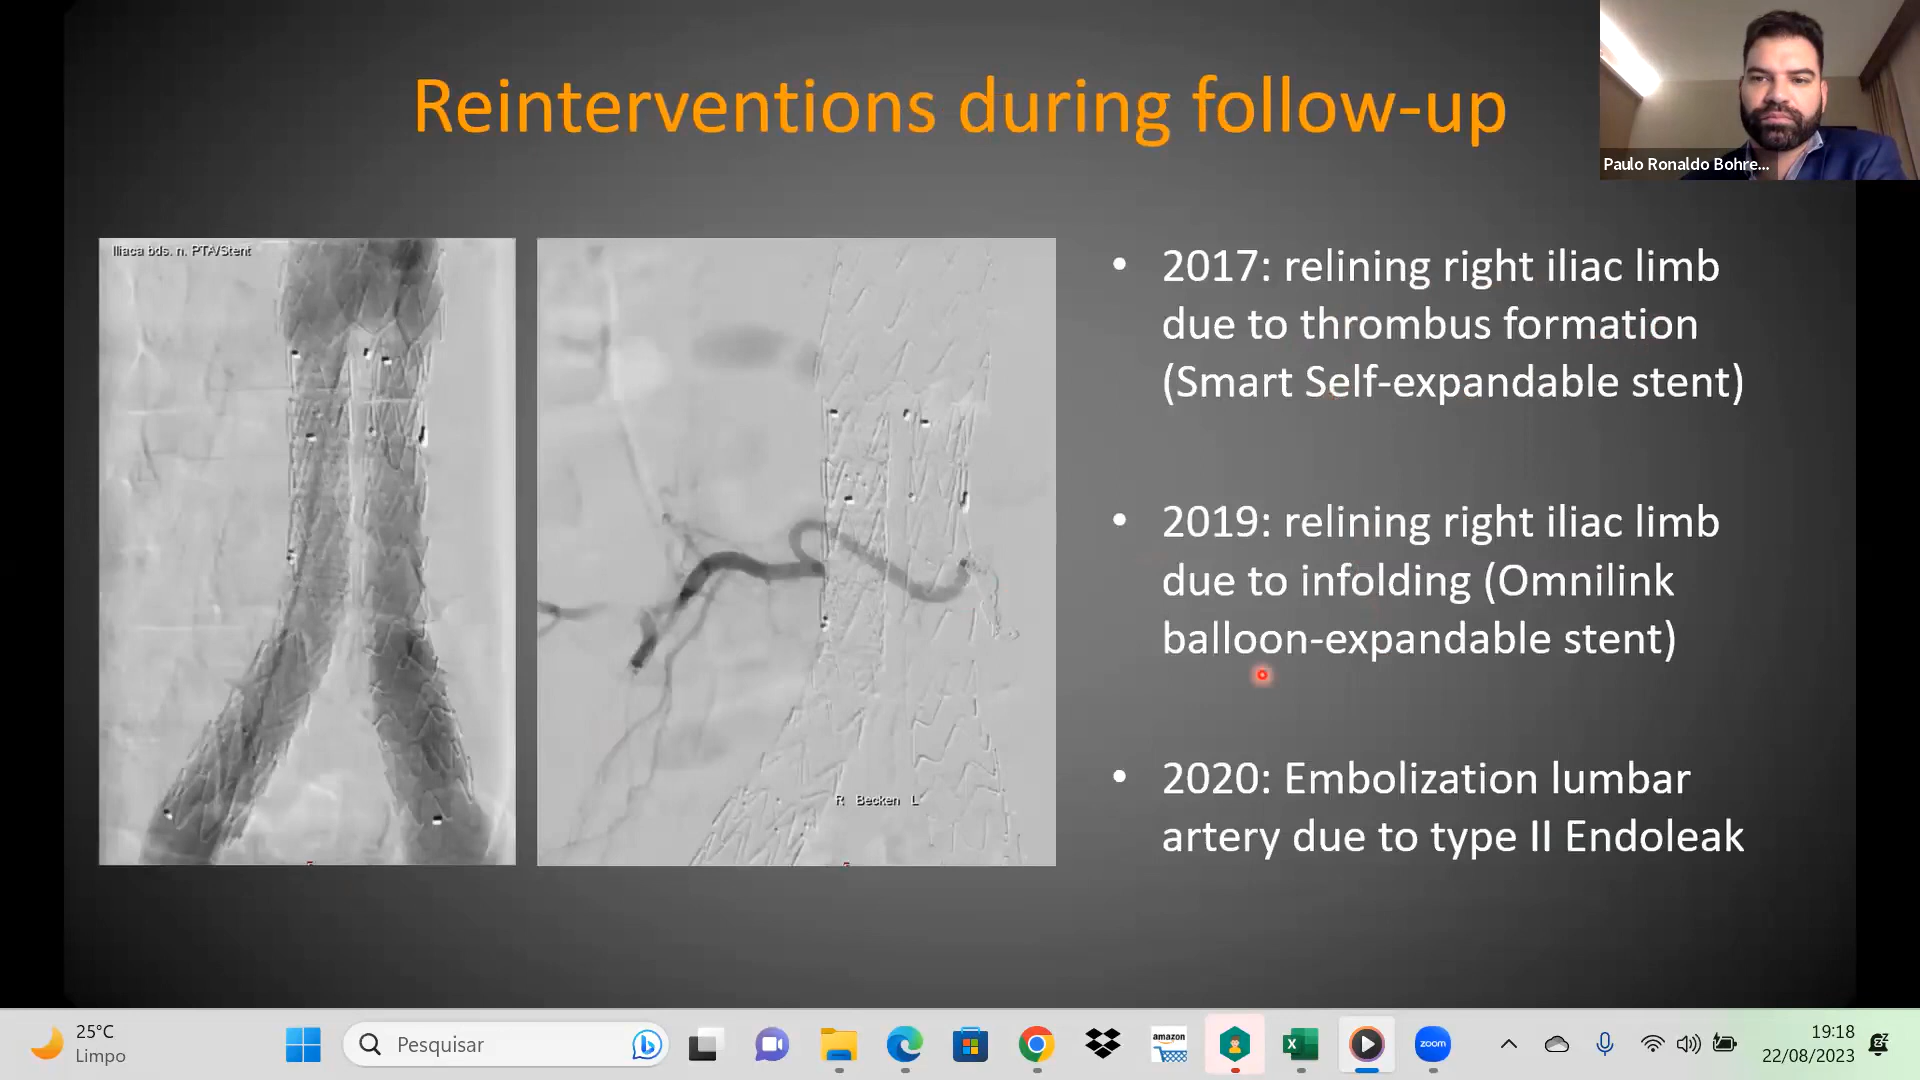 Reinterventions during follow-up
Paulo Ronaldo Bohre...
Iliaca bds. n. PTA/Stent
R Becken L
• 2017: relining right iliac limb
due to thrombus formation
(Smart Self-expandable stent)
• 2019: relining right iliac limb
due to infolding (Omnilink
balloon-expandable stent)
• 2020: Embolization lumbar
artery due to type II Endoleak
25°C
Limpo
Pesquisar
amazon
zoom
19:18
22/08/2023